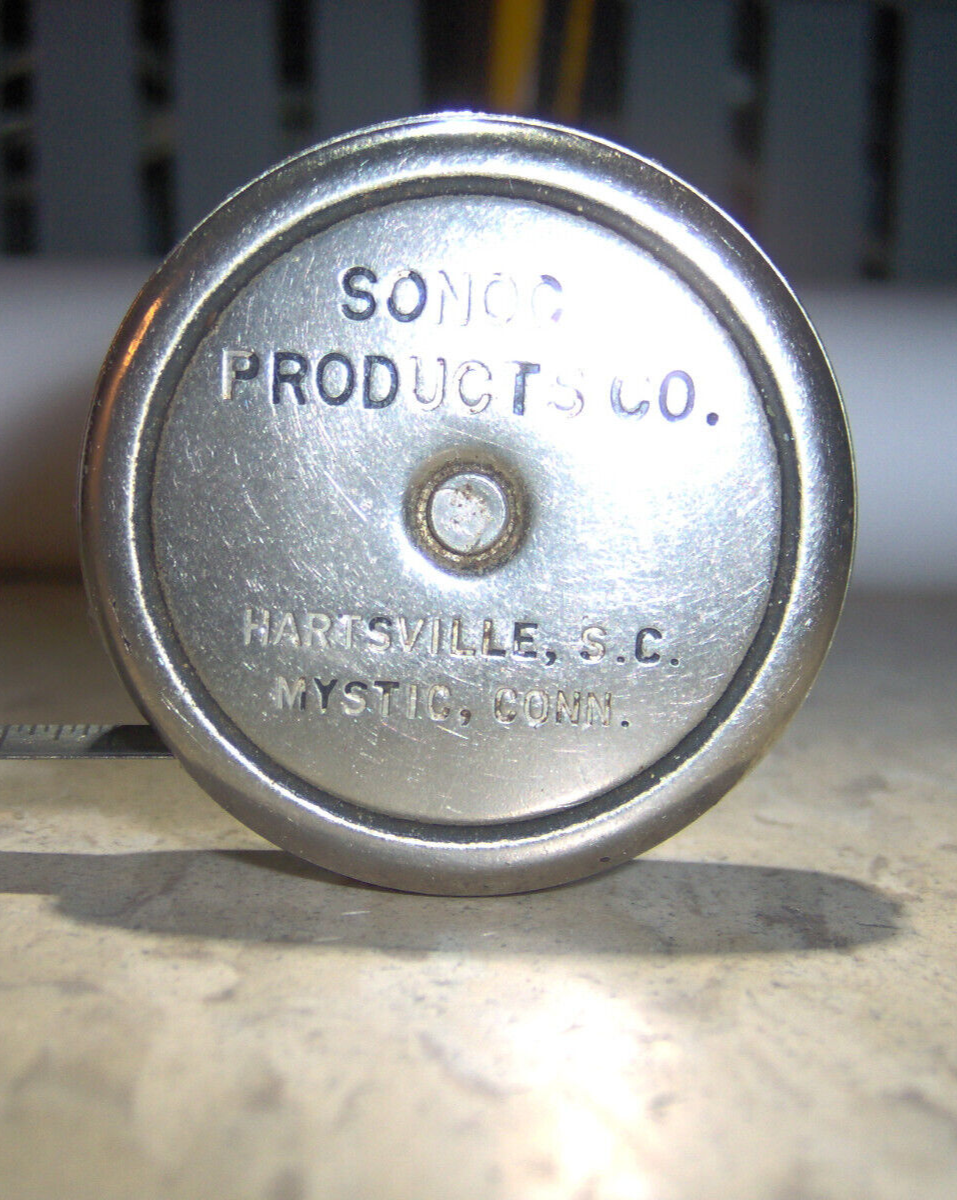 SONOC
PRODUCTS CO.
HARTSVILLE, S.C.
MYSTIC, CONN.